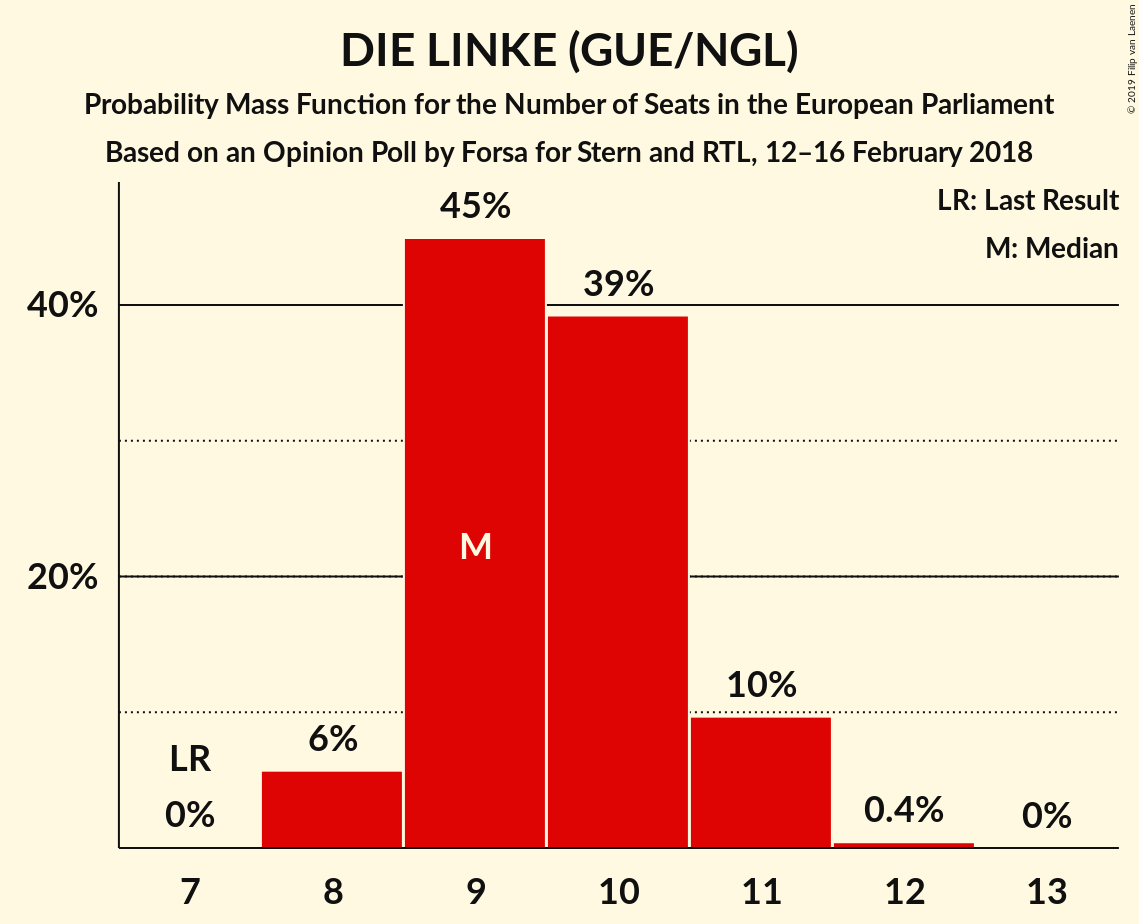 DIE LINKE (GUE/NGL)
Probability Mass Function for the Number of Seats in the European Parliament
Based on an Opinion Poll by Forsa for Stern and RTL, 12–16 February 2018
© 2019 Filip van Laenen
LR: Last Result
M: Median
45%
39%
40%
M
20%
10%
6%
LR
0%
0.4%
0%
7 8 9 10 11 12 13